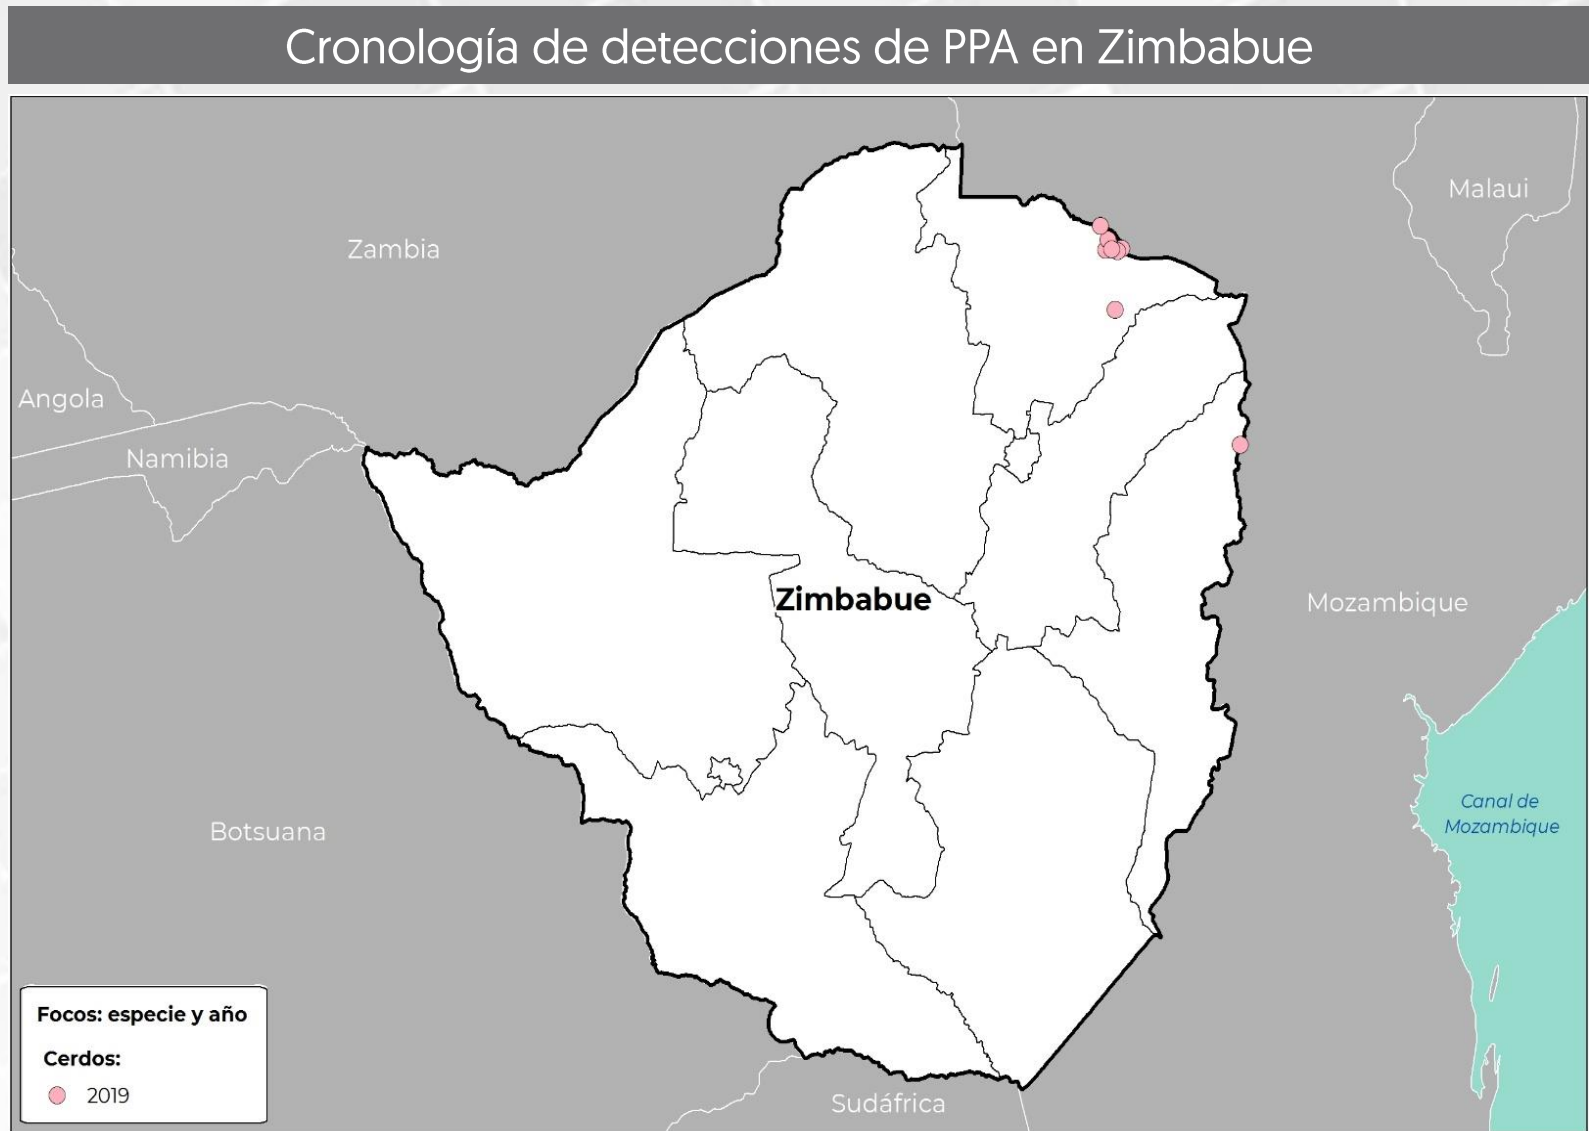 Cronología de detecciones de PPA en Zimbabue
Malaui
Zambia
Angola
Namibia
Zimbabue
Mozambique
Canal de
Mozambique
Botsuana
Focos: especie y año
Cerdos:
2019
Sudáfrica